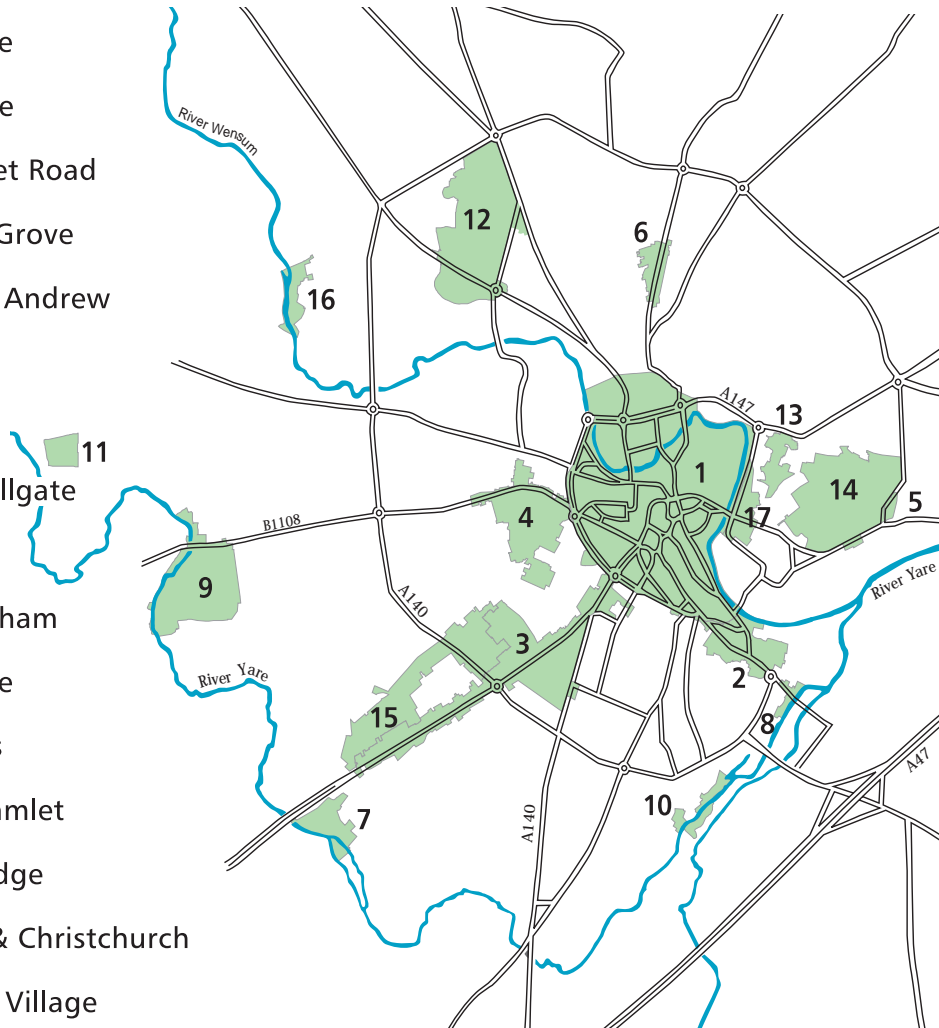 e
e
et Road
Grove
Andrew
llgate
ham
e
s
mlet
dge
& Christchurch
Village
River Wensum
12
6
16
A147
13
11
1
14
5
4
17
B1108
9
A140
River Yare
3
River Yare
2
15
8
A47
10
7
A140